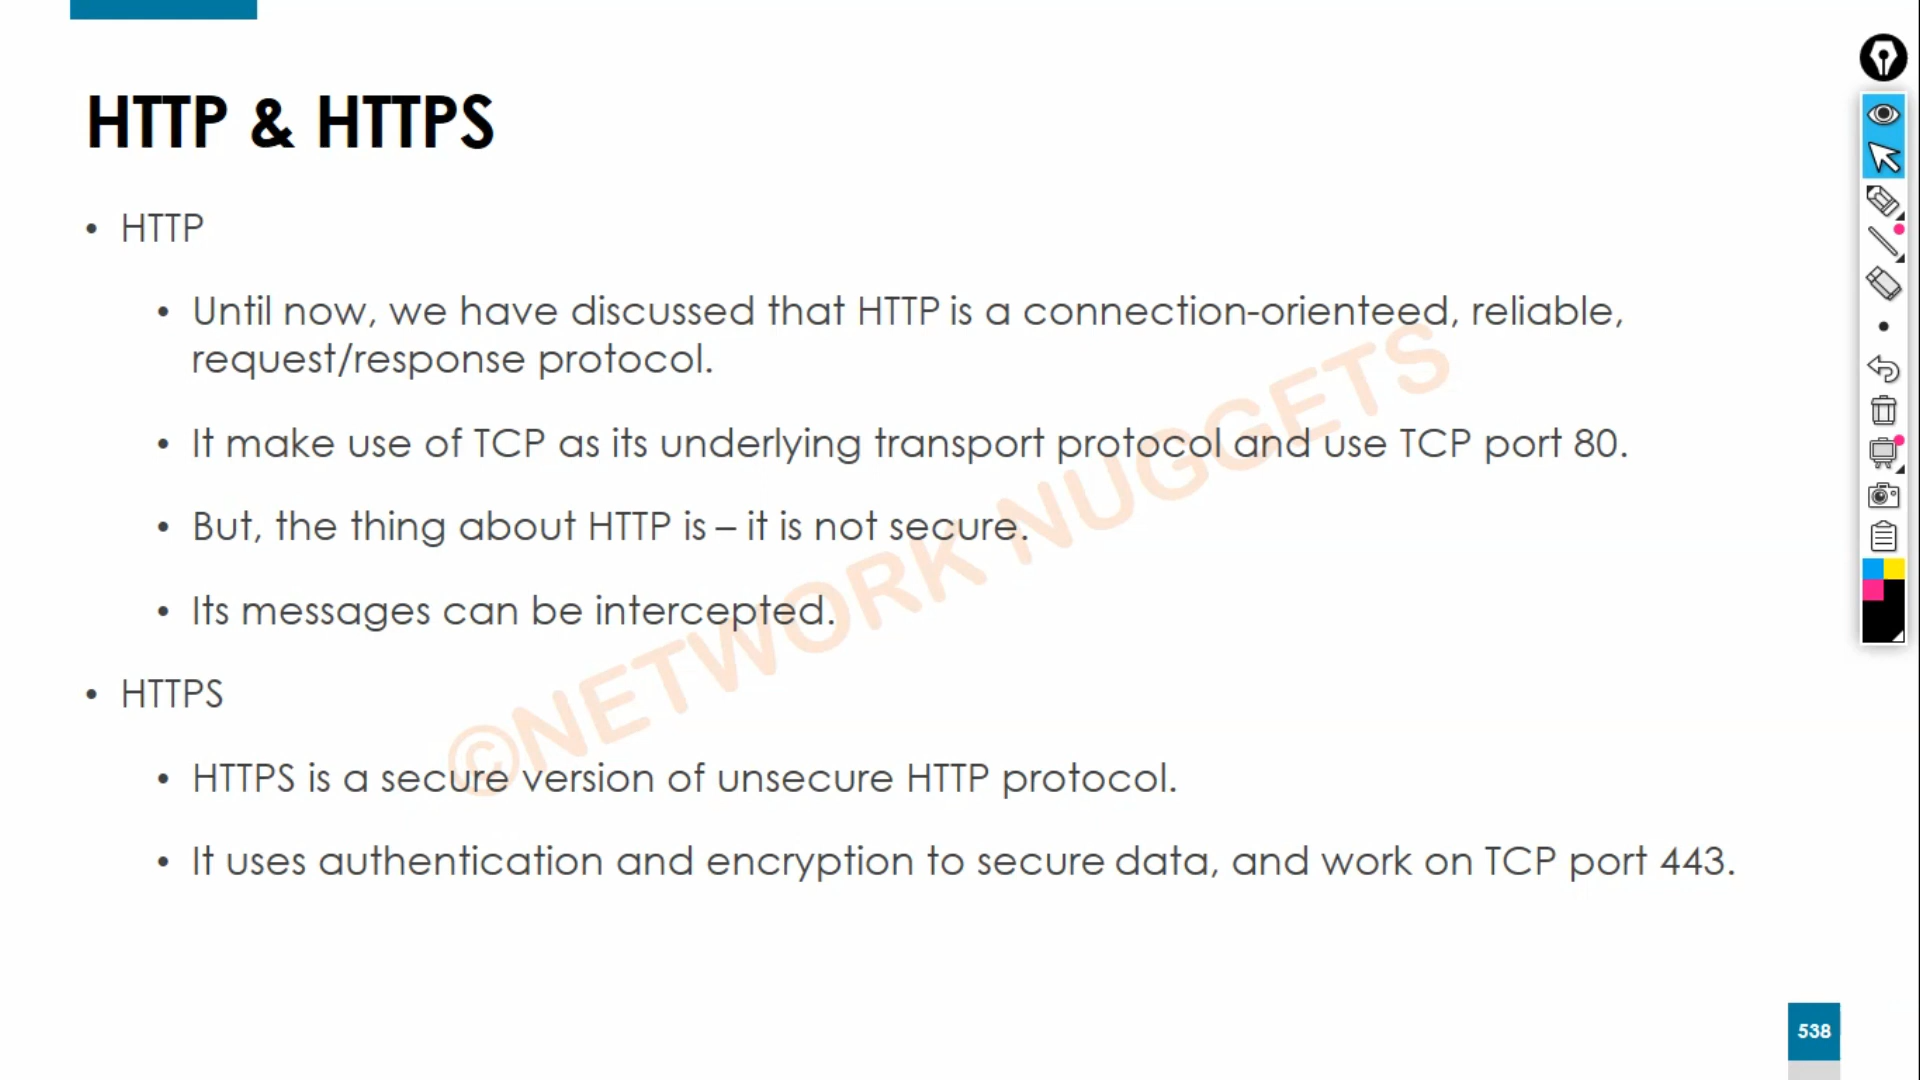 HTTP & HTTPS
• HTTP
• Until now, we have discussed that HTTP is a connection-orienteed, reliable,
request/response protocol.
• It make use of TCP as its underlying transport protocol and use TCP port 80.
• But, the thing about HTTP is – it is not secure.
• Its messages can be intercepted.
• HTTPS
• HTTPS is a secure version of unsecure HTTP protocol.
• It uses authentication and encryption to secure data, and work on TCP port 443.
©NETWORK NUGGETS
538